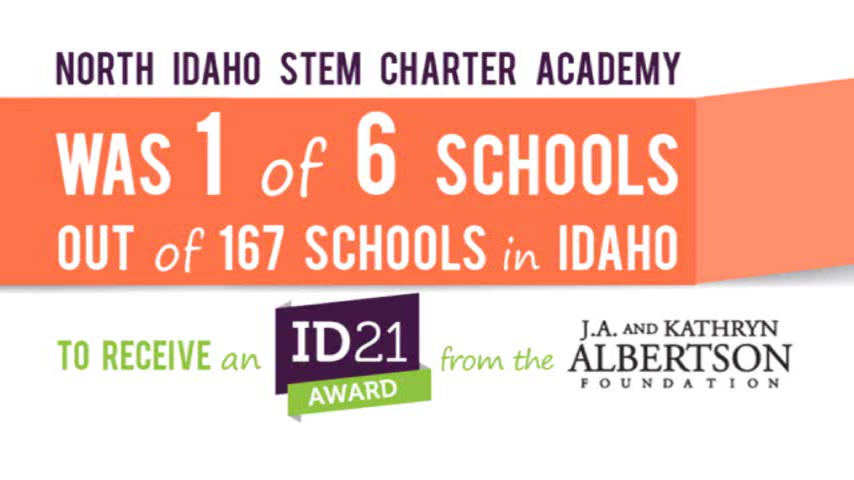 NORTH IDAHO STEM CHARTER ACADEMY
WAS 1 of 6 SCHOOLS
OUT of 167 SCHOOLS in IDAHO
TO RECEIVE an ID21 AWARD from the J.A. AND KATHRYN ALBERTSON FOUNDATION